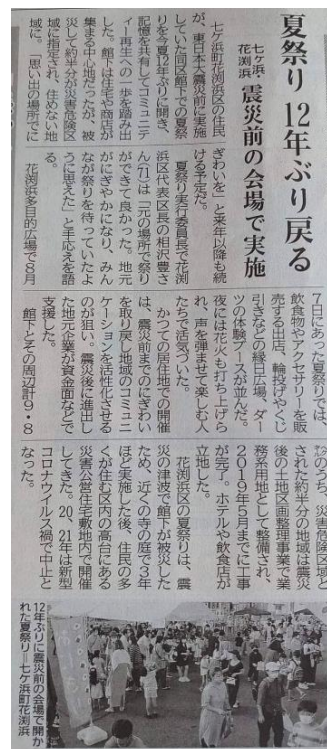 夏祭り 12年ぶり戻る
七ケ浜・花渕浜
震災前の会場で実施
七ケ浜町花渕浜区の住民
が、東日本大震災前に実施
していた同区館下での夏祭
りを今夏12年ぶりに開き、
記憶を共有してコミュニテ
ィー再生への一歩を踏み出
した。館下は住宅や商店が
集まる中心地だったが、被
災して約半分が災害危険区
域に指定され、住めない地
域に。「思い出の場所でに
ぎわいを」と来年以降も続
ける予定だ。
夏祭り実行委員長で花渕
浜区代表区長の相沢豊さ
ん(71)は「元の場所で祭り
ができて良かった。地元
がにぎやかになり、みん
なが祭りを待っていたよ
うに思えた」と手応えを語
る。
花渕浜多目的広場で8月
7日にあった夏祭りでは、
飲食物やアクセサリーを販
売する出店、輪投げやくじ
引きなどの縁日広場、ダー
ツの体験ブースが並んだ。
夜には花火も打ち上げら
れ、声を弾ませて楽しむ人
たちで活気づいた。
かつての居住地での開催
は、震災前までのにぎわい
を取り戻し地域のコミュニ
ケーションを活性化させる
のが狙い。震災後に進出し
た地元企業が資金面などで
支援した。
館下とその周辺計9・8
㌶のうち、災害危険区域と
された約半分の地域は震災
後の土地区画整理事業で業
務系用地として整備され、
2019年5月までに工事
が完了。ホテルや飲食店が
立地した。
花渕浜区の夏祭りは、震
災の津波で館下が被災した
ため、近くの寺の庭で3年
ほど実施した後、住民の多
くが住む区内の高台にある
災害公営住宅敷地内で開催
してきた。20、21年は新型
コロナウイルス禍で中止と
なった。
12年ぶりに震災前の会場で開か
れた夏祭り=七ケ浜町花渕浜